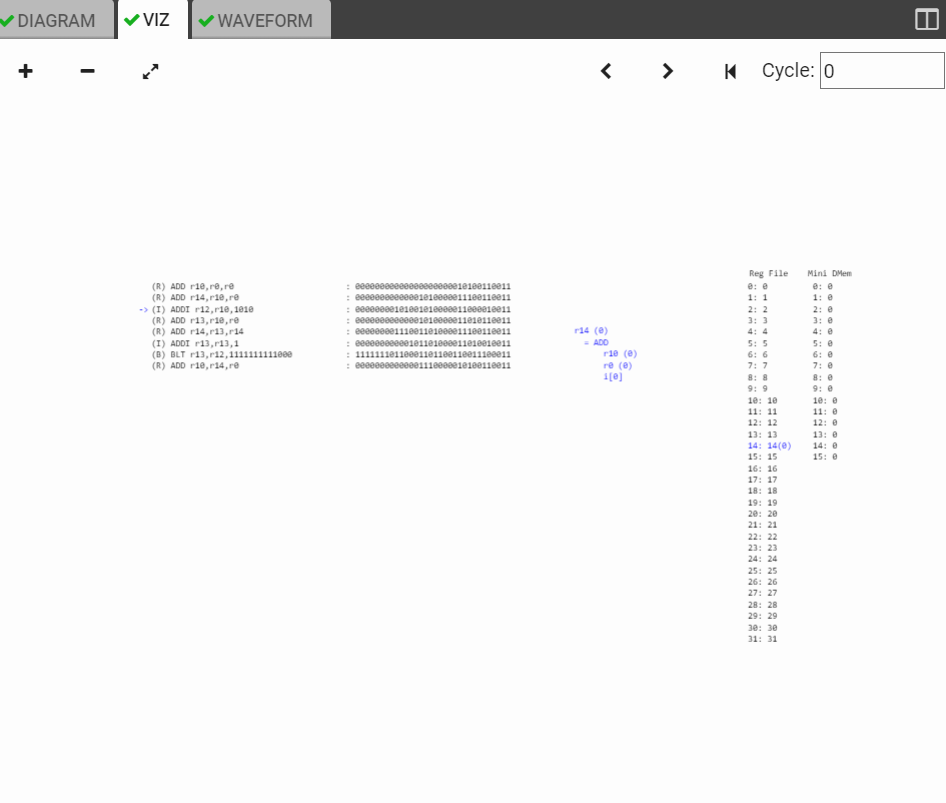 DIAGRAM VIZ WAVEFORM
Cycle: 0
Reg File Mini DMem
(R) ADD r10,r0,r0 : 00000000000000000000010100110011
(R) ADD r14,r10,r0 : 00000000000001010000011100110011
-> (I) ADDI r12,r10,1010 : 00000000101001010000011000010011
(R) ADD r13,r10,r0 : 00000000000001010000011010110011
(R) ADD r14,r13,r14 : 00000000111001101000011100110011
(I) ADDI r13,r13,1 : 00000000000101101000011010010011
(B) BLT r13,r12,1111111111000 : 11111110110001101100110011100011
(R) ADD r10,r14,r0 : 00000000000001110000010100110011
r14 (0)
= ADD
r10 (0)
r0 (0)
i[0]
0: 0 0: 0
1: 1 1: 0
2: 2 2: 0
3: 3 3: 0
4: 4 4: 0
5: 5 5: 0
6: 6 6: 0
7: 7 7: 0
8: 8 8: 0
9: 9 9: 0
10: 10 10: 0
11: 11 11: 0
12: 12 12: 0
13: 13 13: 0
14: 14(0) 14: 0
15: 15 15: 0
16: 16
17: 17
18: 18
19: 19
20: 20
21: 21
22: 22
23: 23
24: 24
25: 25
26: 26
27: 27
28: 28
29: 29
30: 30
31: 31